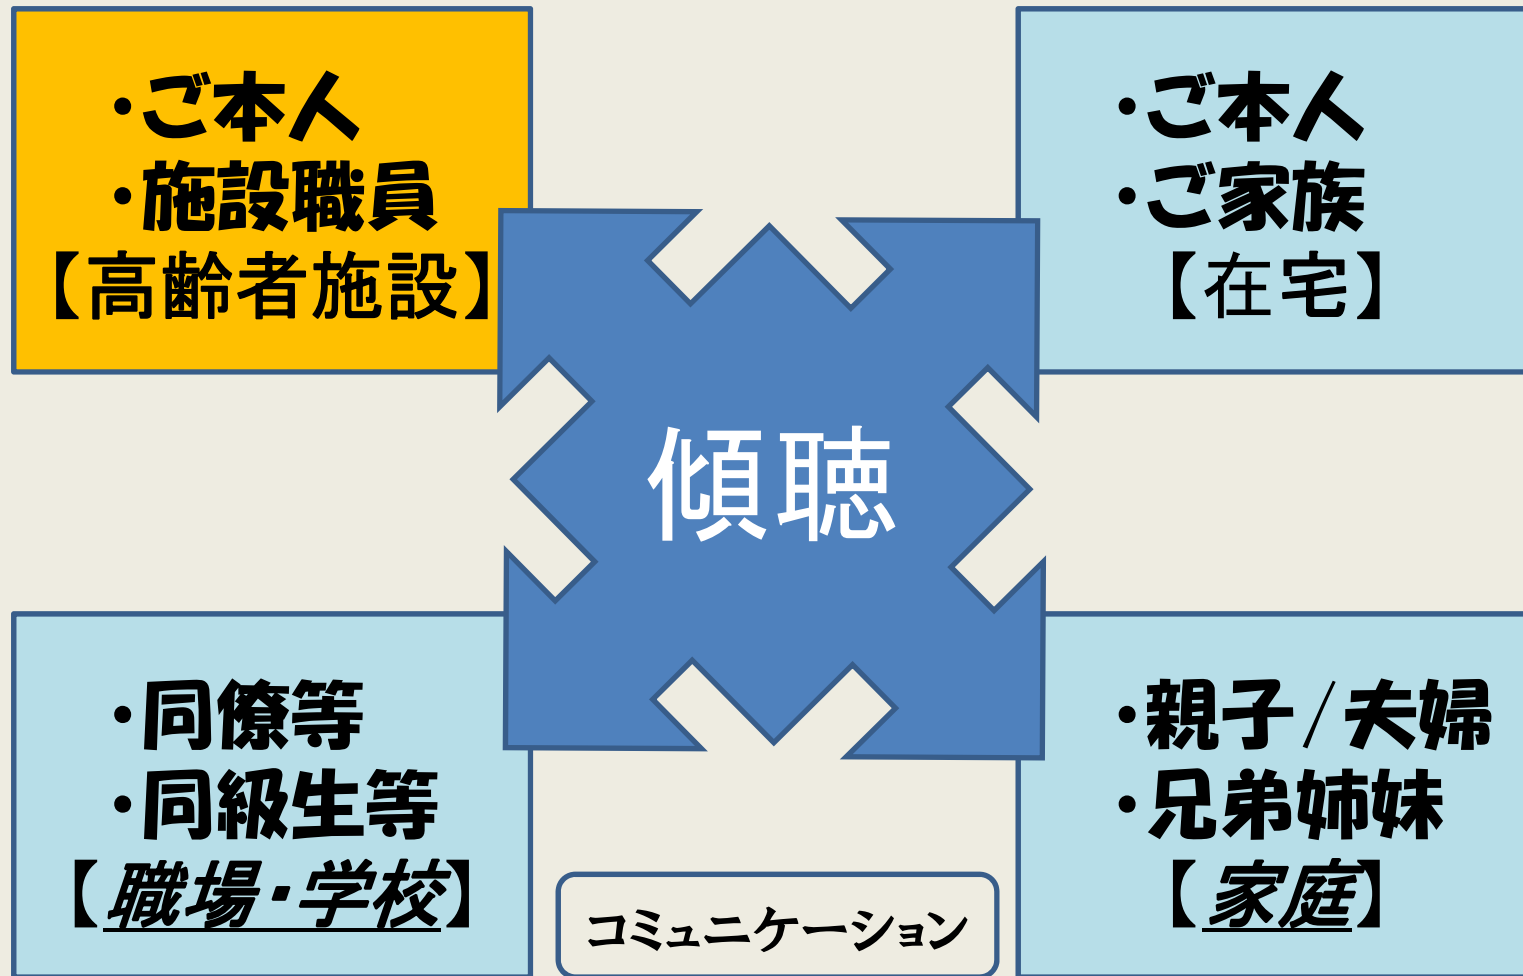 ・ご本人
・施設職員
【高齢者施設】
・ご本人
・ご家族
【在宅】
傾聴
・同僚等
・同級生等
【職場・学校】
・親子/夫婦
・兄弟姉妹
【家庭】
コミュニケーション